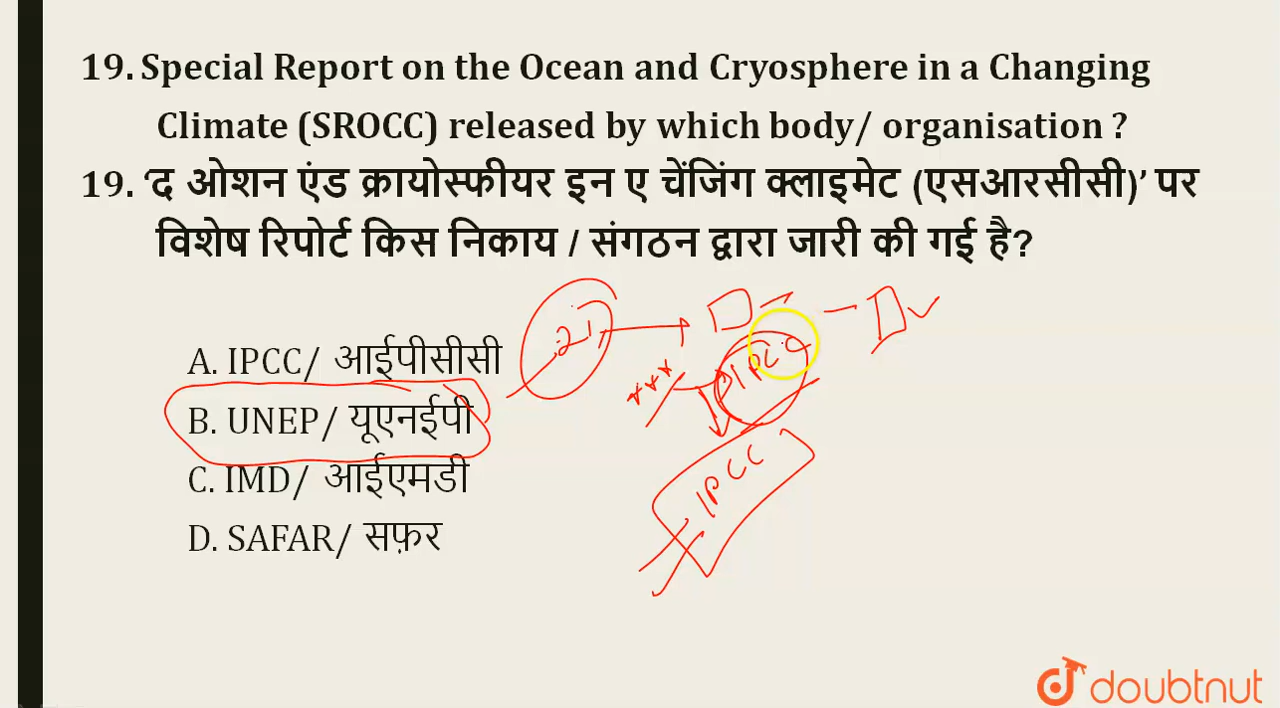 19. Special Report on the Ocean and Cryosphere in a Changing
Climate (SROCC) released by which body/ organisation ?
19. ‘द ओशन एंड क्रायोस्फीयर इन ए चेंजिंग क्लाइमेट (एसआरसीसी)’ पर
विशेष रिपोर्ट किस निकाय / संगठन द्वारा जारी की गई है?
A. IPCC/ आईपीसीसी
B. UNEP/ यूएनईपी
C. IMD/ आईएमडी
D. SAFAR/ सफ़र
IPCC
IPCC
doubtnut